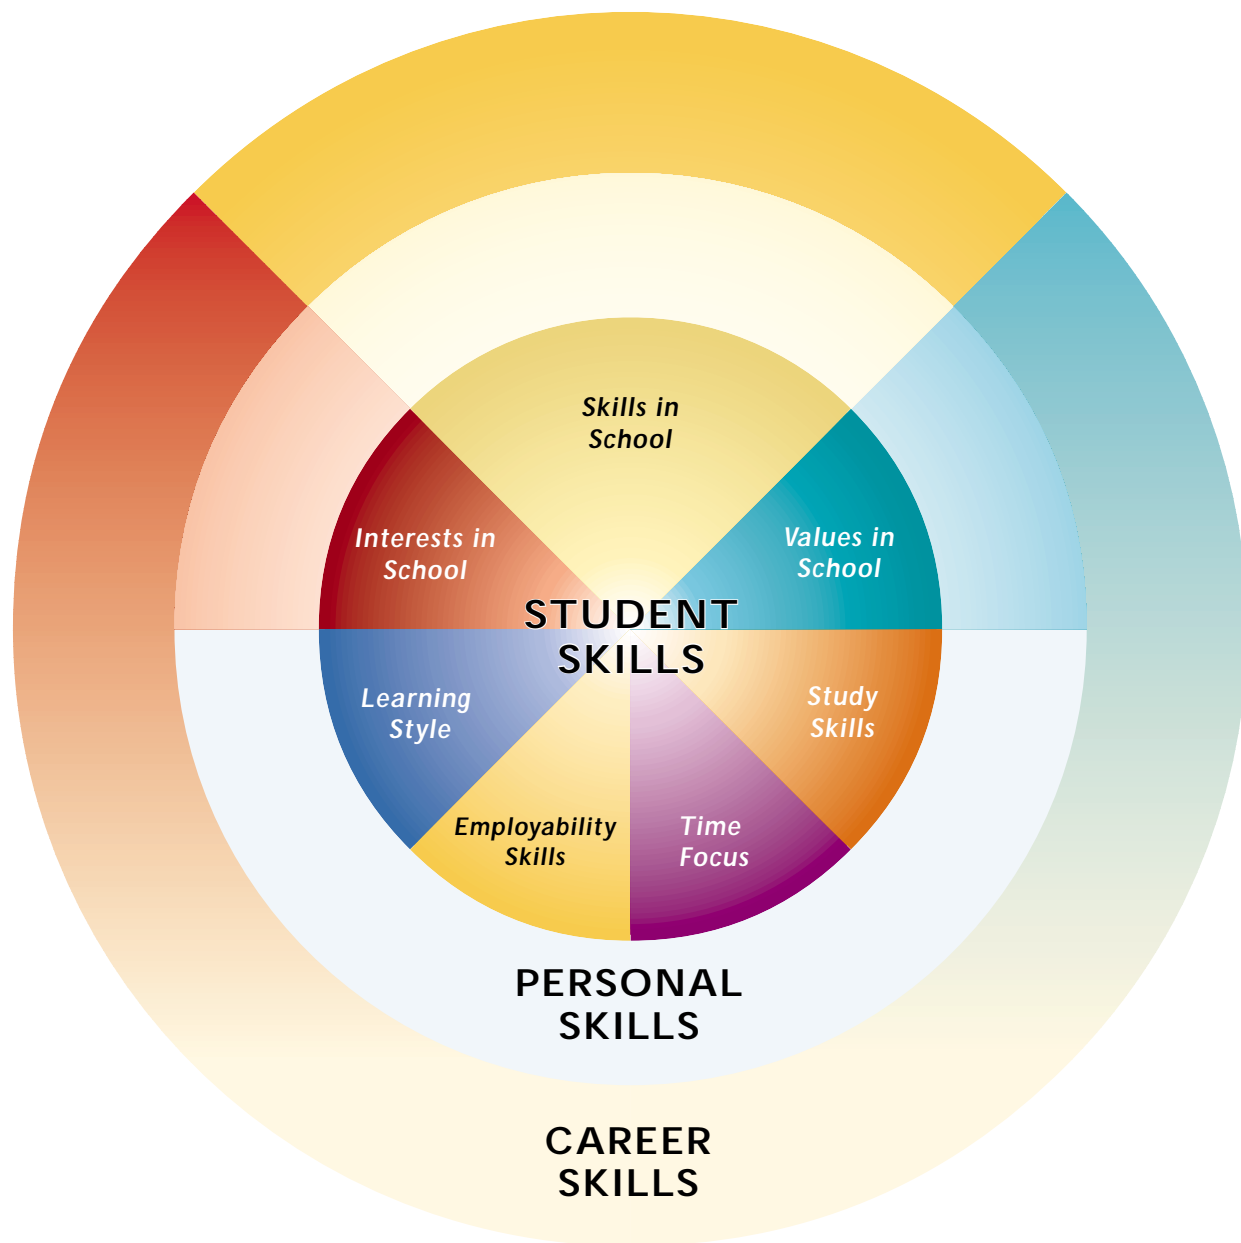 Skills in
School
Interests in
School
Values in
School
STUDENT
SKILLS
Learning
Style
Study
Skills
Employability
Skills
Time
Focus
PERSONAL
SKILLS
CAREER
SKILLS